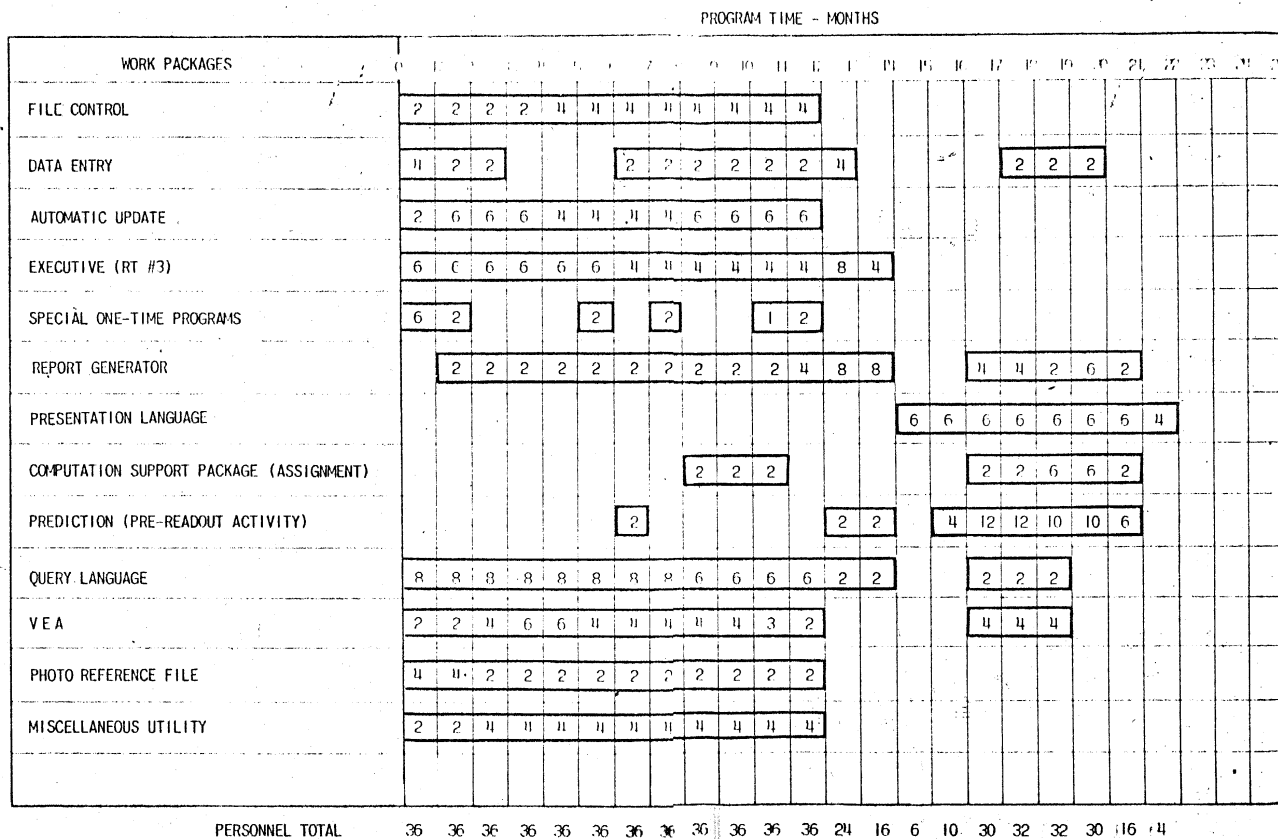 PROGRAM TIME - MONTHS
WORK PACKAGES 10 11 17 19 21
FILE CONTROL 2 2 2 2 4 4 4 4 4 4 4 4
DATA ENTRY 4 2 2 2 2 2 2 2 2 4 2 2 2
AUTOMATIC UPDATE 2 6 6 6 4 4 4 4 6 6 6 6
EXECUTIVE (RT #3) 6 6 6 6 6 6 4 4 4 4 4 4 8 4
SPECIAL ONE-TIME PROGRAMS 6 2 2 2 1 2
REPORT GENERATOR 2 2 2 2 2 2 2 2 2 2 4 8 8 4 4 2 6 2
PRESENTATION LANGUAGE 6 6 6 6 6 6 6 4
COMPUTATION SUPPORT PACKAGE (ASSIGNMENT) 2 2 2 2 2 6 6 2
PREDICTION (PRE-READOUT ACTIVITY) 2 2 2 4 12 12 10 10 6
QUERY LANGUAGE 8 8 8 8 8 8 8 8 6 6 6 6 2 2 2 2 2
VEA 2 2 4 6 6 4 4 4 4 4 3 2 4 4 4
PHOTO REFERENCE FILE 4 4 2 2 2 2 2 2 2 2 2 2
MISCELLANEOUS UTILITY 2 2 4 4 4 4 4 4 4 4 4 4
PERSONNEL TOTAL 36 36 36 36 36 36 36 36 36 36 36 36 24 16 6 10 30 32 32 30 16 4